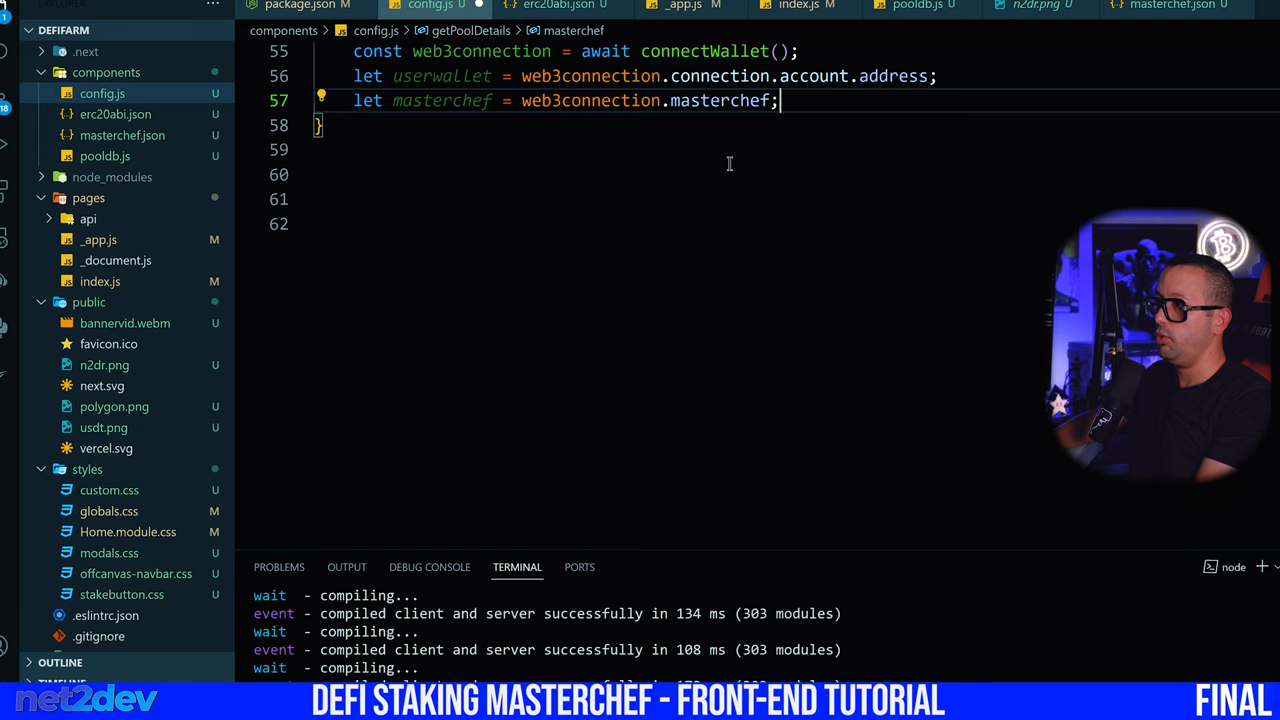 EXPLORER ...
package.json M
config.js U
erc20abi.json U
_app.js M
index.js M
pooldb.js U
n2dr.png U
masterchef.json U
components > config.js > getPoolDetails > masterchef
DEFIFARM
.next
components
config.js U
erc20abi.json U
masterchef.json U
pooldb.js U
node_modules
pages
api
_app.js M
_document.js
index.js M
public
bannervid.webm U
favicon.ico
n2dr.png U
next.svg
polygon.png U
usdt.png U
vercel.svg
styles
custom.css U
globals.css M
Home.module.css M
modals.css U
offcanvas-navbar.css U
stakebutton.css U
.eslintrc.json U
.gitignore
OUTLINE
55 const web3connection = await connectWallet();
56 let userwallet = web3connection.connection.account.address;
57 let masterchef = web3connection.masterchef;
58 }
59
60
61
62
PROBLEMS OUTPUT DEBUG CONSOLE TERMINAL PORTS
node
wait - compiling...
event - compiled client and server successfully in 134 ms (303 modules)
wait - compiling...
event - compiled client and server successfully in 108 ms (303 modules)
wait - compiling...
net2dev DEFI STAKING MASTERCHEF - FRONT-END TUTORIAL FINAL